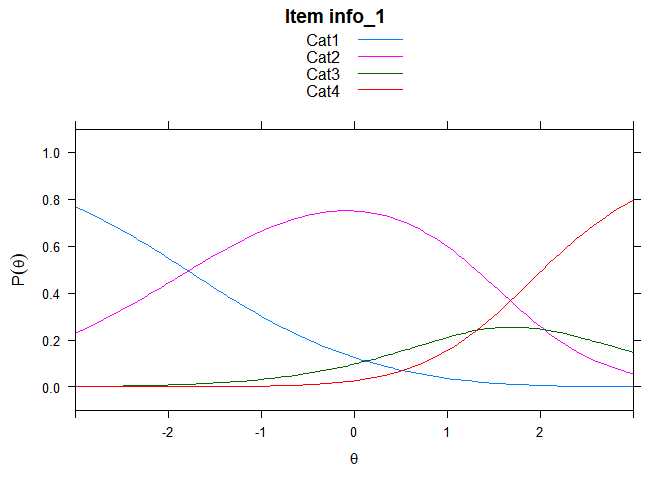 Item info_1
Cat1
Cat2
Cat3
Cat4
1.0
0.8
0.6
0.4
0.2
0.0
P(θ)
-2 -1 0 1 2
θ